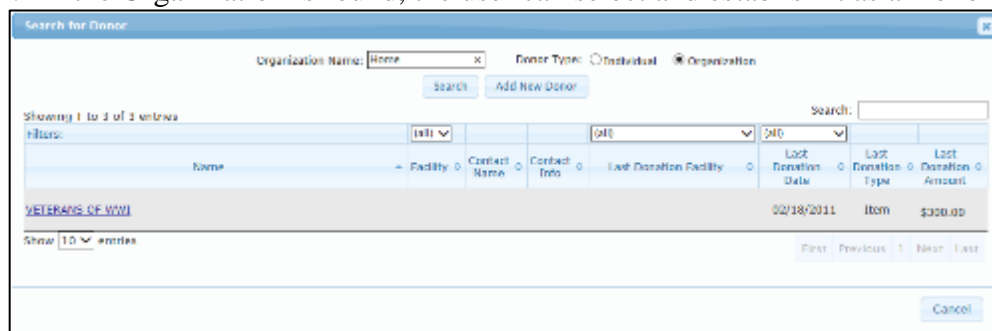 Search for Donor
Organization Name: Home x Donor Type: Individual Organization
Search Add New Donor
Showing 1 to 1 of 1 entries Search:
Filters: (all) (all) (all)
Name Facility Contact Name Contact Info Last Donation Facility Last Donation Date Last Donation Type Last Donation Amount
VETERANS OF WWI 02/18/2011 Item $300.00
Show 10 entries
First Previous 1 Next Last
Cancel